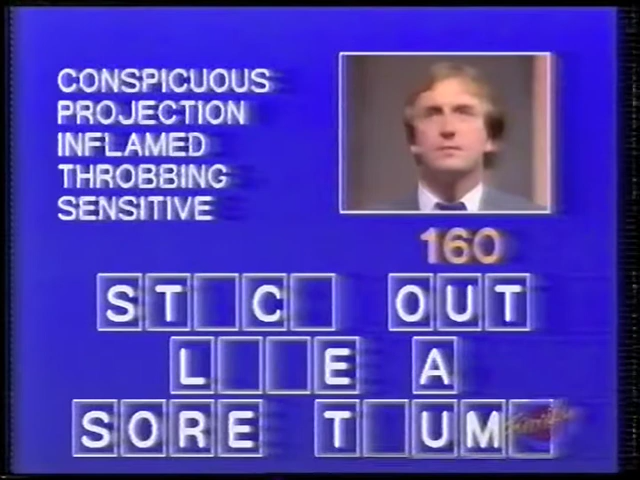 CONSPICUOUS
PROJECTION
INFLAMED
THROBBING
SENSITIVE
160
ST C  OUT
L  E A
SORE T UM